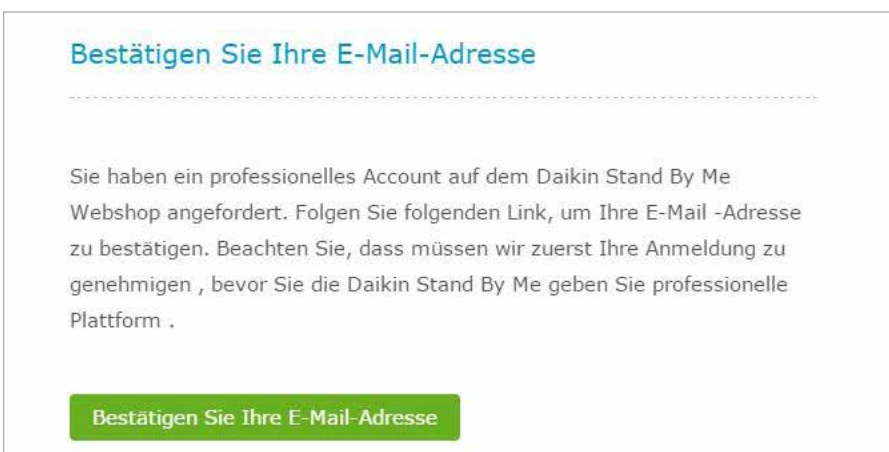 Bestätigen Sie Ihre E-Mail-Adresse
Sie haben ein professionelles Account auf dem Daikin Stand By Me
Webshop angefordert. Folgen Sie folgenden Link, um Ihre E-Mail -Adresse
zu bestätigen. Beachten Sie, dass müssen wir zuerst Ihre Anmeldung zu
genehmigen , bevor Sie die Daikin Stand By Me geben Sie professionelle
Plattform .
Bestätigen Sie Ihre E-Mail-Adresse